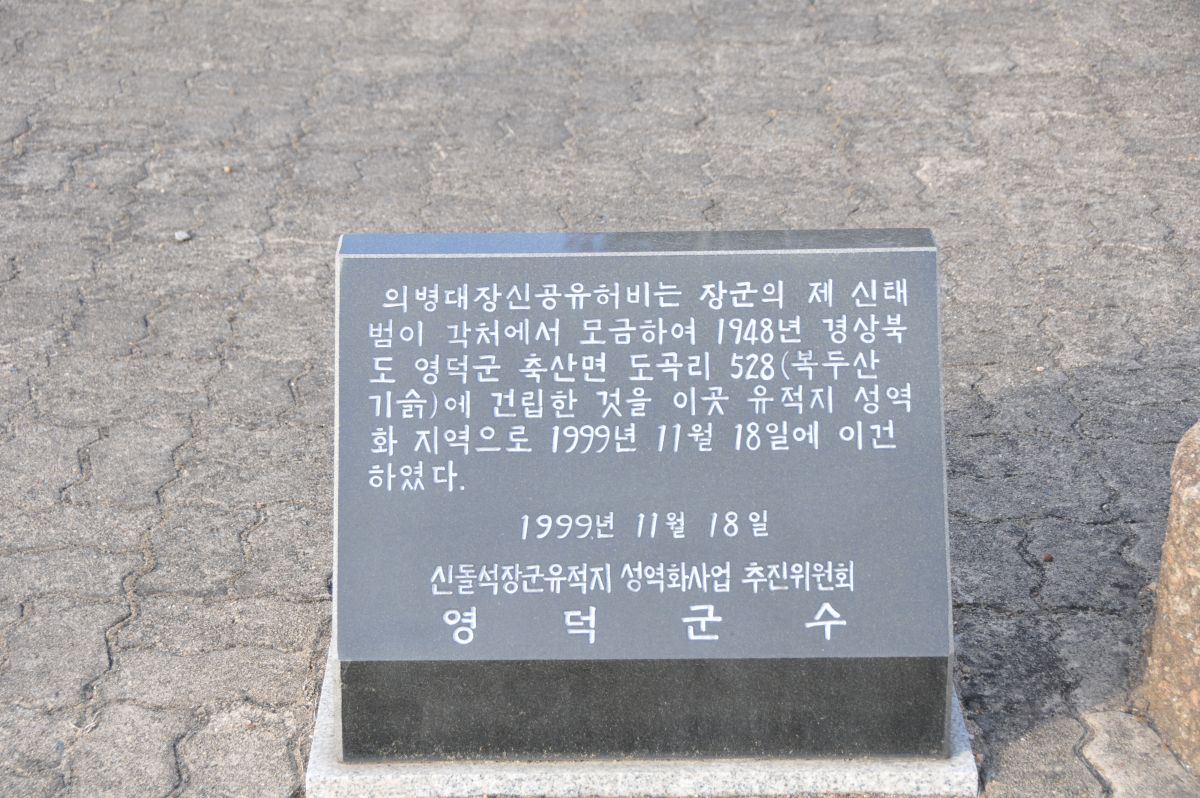 의병대장신공유허비는 장군의 제 신태
범이 각처에서 모금하여 1948년 경상북
도 영덕군 축산면 도곡리 528(복두산
기슭)에 건립한 것을 이곳 유적지 성역
화 지역으로 1999년 11월 18일에 이건
하였다.
1999년 11월 18일
신돌석장군유적지 성역화사업 추진위원회
영 덕 군 수